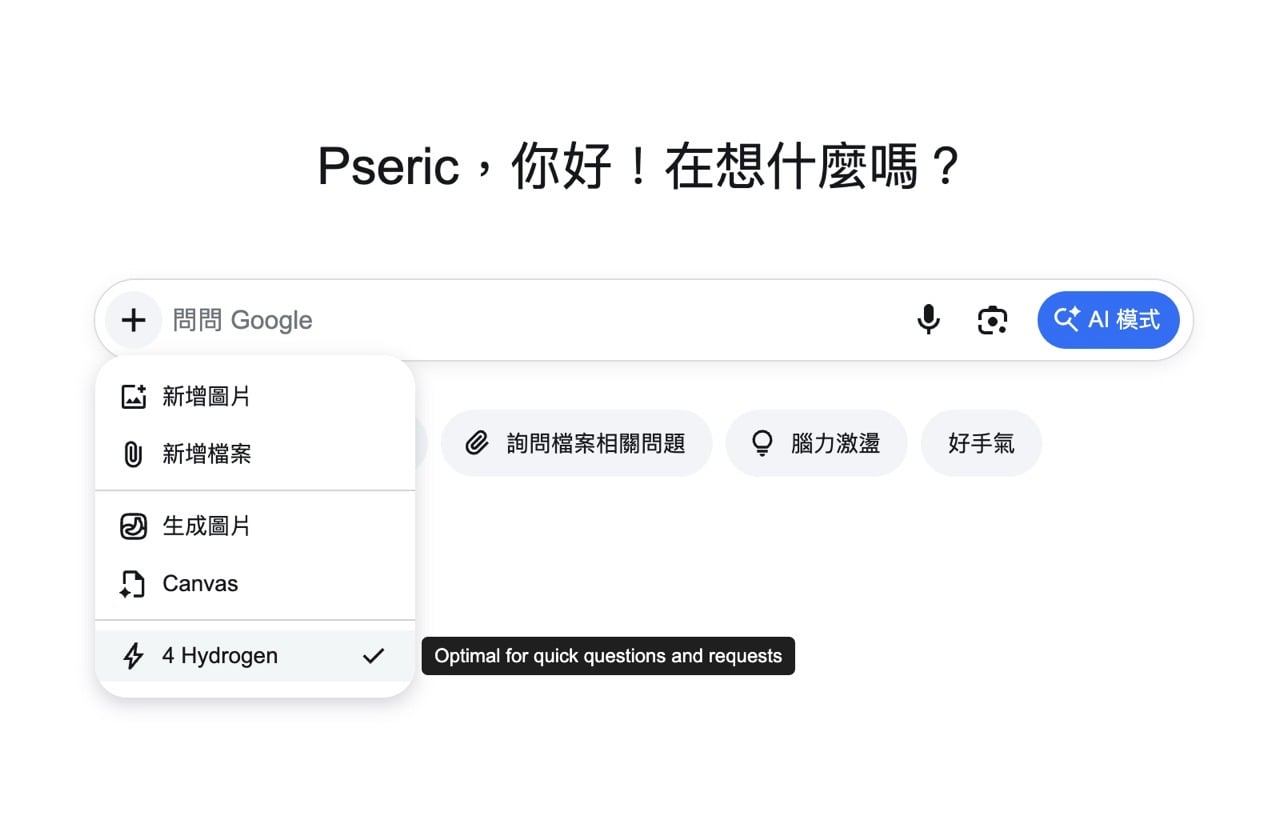 Pseric，你好！在想什麼嗎？
問問 Google
AI 模式
新增圖片
新增檔案
生成圖片
Canvas
4 Hydrogen
Optimal for quick questions and requests
詢問檔案相關問題
腦力激盪
好手氣